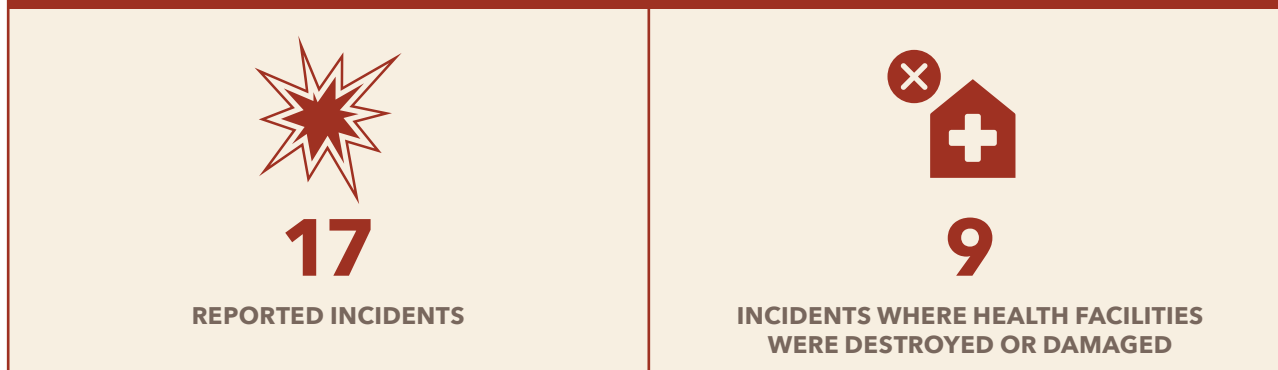 17
REPORTED INCIDENTS
9
INCIDENTS WHERE HEALTH FACILITIES
WERE DESTROYED OR DAMAGED